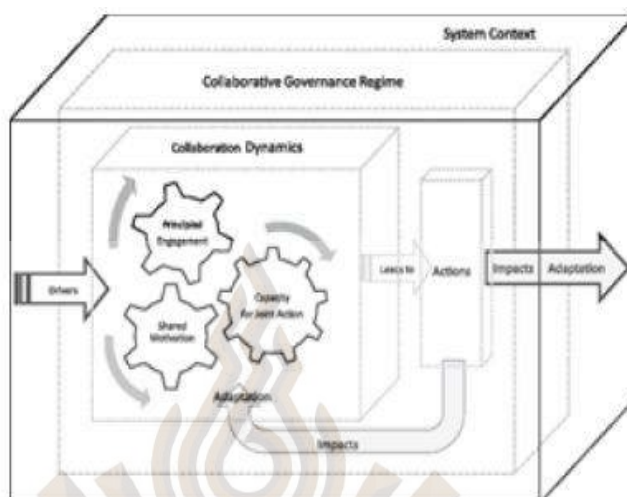 System Context
Collaborative Governance Regime
Collaboration Dynamics
Principled
Engagement
Drivers
Shared
Motivation
Capacity
for Joint Action
Leads to
Actions
Impacts
Adaptation
Adaptation
Impacts